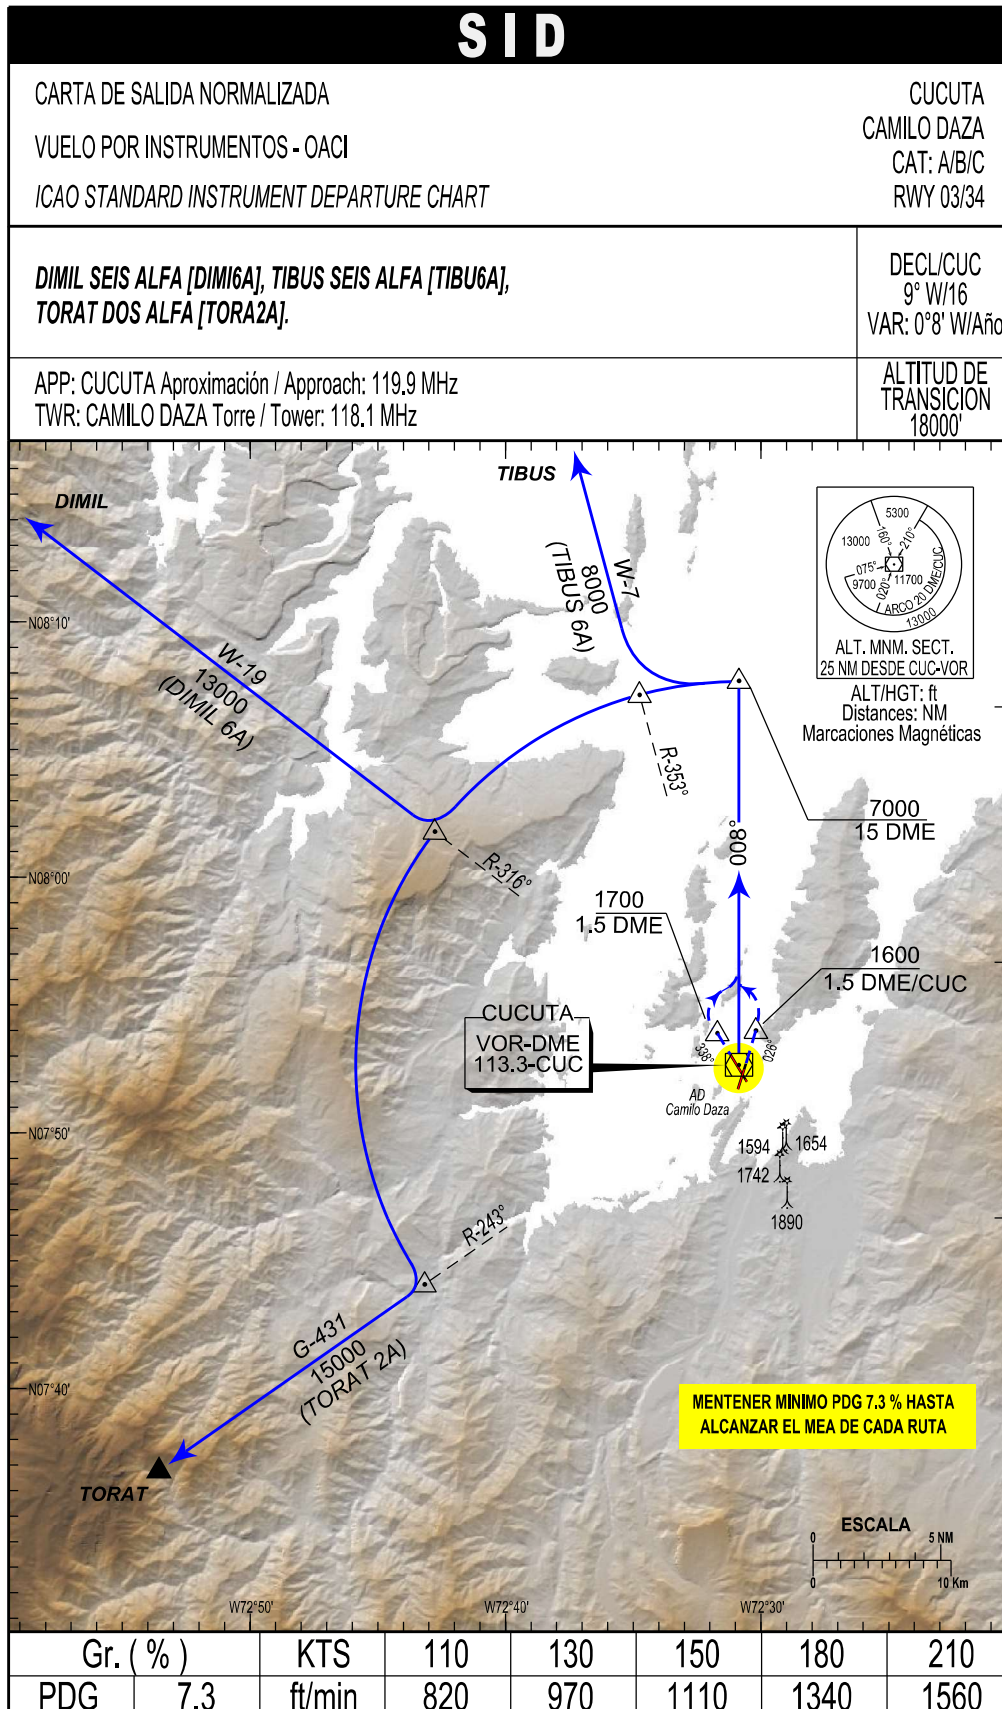 SID
CARTA DE SALIDA NORMALIZADA
VUELO POR INSTRUMENTOS - OACI
ICAO STANDARD INSTRUMENT DEPARTURE CHART
CUCUTA
CAMILO DAZA
CAT: A/B/C
RWY 03/34
DIMIL SEIS ALFA [DIMI6A], TIBUS SEIS ALFA [TIBU6A],
TORAT DOS ALFA [TORA2A].
DECL/CUC
9° W/16
VAR: 0°8' W/Año
APP: CUCUTA Aproximación / Approach: 119.9 MHz
TWR: CAMILO DAZA Torre / Tower: 118.1 MHz
ALTITUD DE
TRANSICION
18000'
TIBUS
DIMIL
5300
160°
210°
13000
075°
9700
020°
11700
ARCO 20 DME/CUC
13000
ALT. MNM. SECT.
25 NM DESDE CUC-VOR
ALT/HGT: ft
Distances: NM
Marcaciones Magnéticas
W-7
8000
(TIBUS 6A)
N08°10'
W-19
13000
(DIMIL 6A)
R-353°
7000
15 DME
008°
R-316°
N08°00'
1700
1.5 DME
1600
1.5 DME/CUC
CUCUTA
VOR-DME
113.3-CUC
338°
026°
AD
Camilo Daza
N07°50'
1594
1654
1742
1890
R-243°
G-431
15000
(TORAT 2A)
N07°40'
MENTENER MINIMO PDG 7.3 % HASTA
ALCANZAR EL MEA DE CADA RUTA
TORAT
ESCALA
0 5 NM
0 10 Km
W72°50' W72°40' W72°30'
Gr. ( % ) KTS 110 130 150 180 210
PDG 7.3 ft/min 820 970 1110 1340 1560